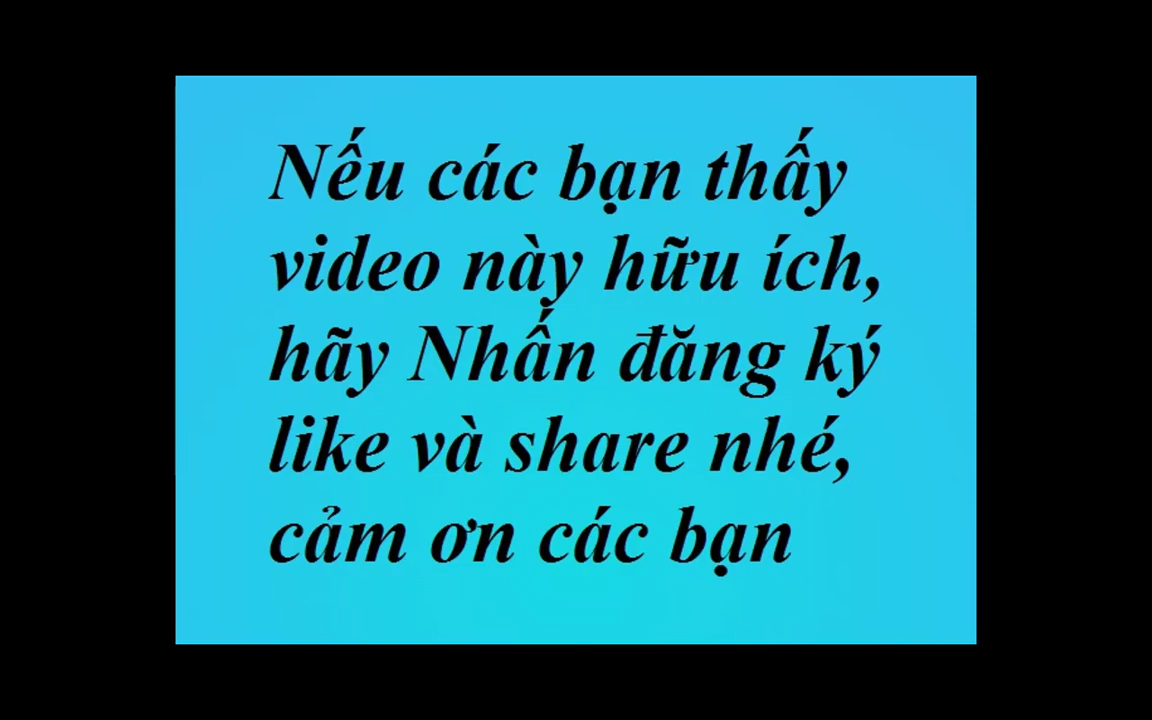 Nếu các bạn thấy
video này hữu ích,
hãy Nhấn đăng ký
like và share nhé,
cảm ơn các bạn